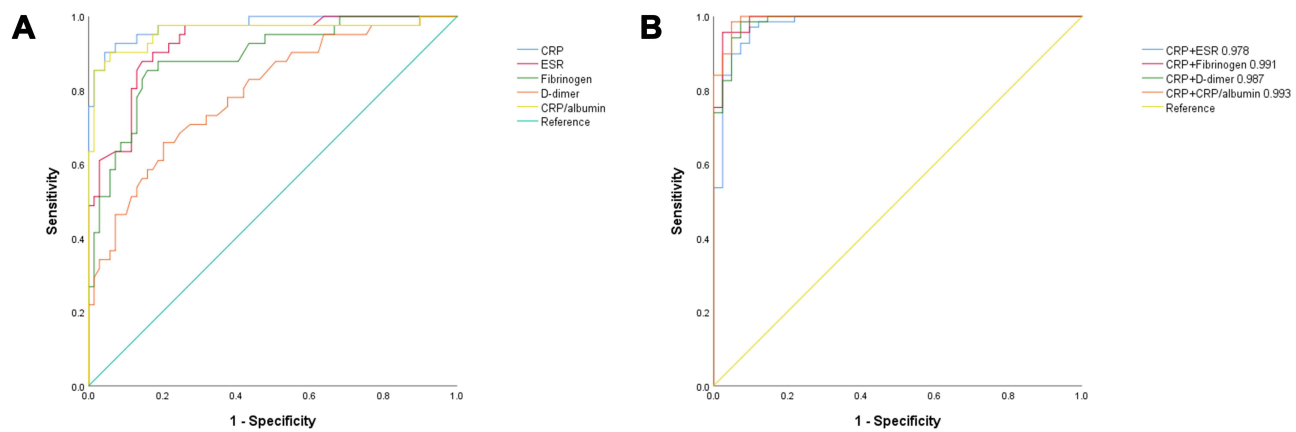 A
1.0
0.8
0.6
0.4
0.2
0.0
Sensitivity
0.0
0.2
0.4
0.6
0.8
1.0
1 - Specificity
CRP
ESR
Fibrinogen
D-dimer
CRP/albumin
Reference
B
1.0
0.8
0.6
0.4
0.2
0.0
Sensitivity
0.0
0.2
0.4
0.6
0.8
1.0
1 - Specificity
CRP+ESR 0.978
CRP+Fibrinogen 0.991
CRP+D-dimer 0.987
CRP+CRP/albumin 0.993
Reference